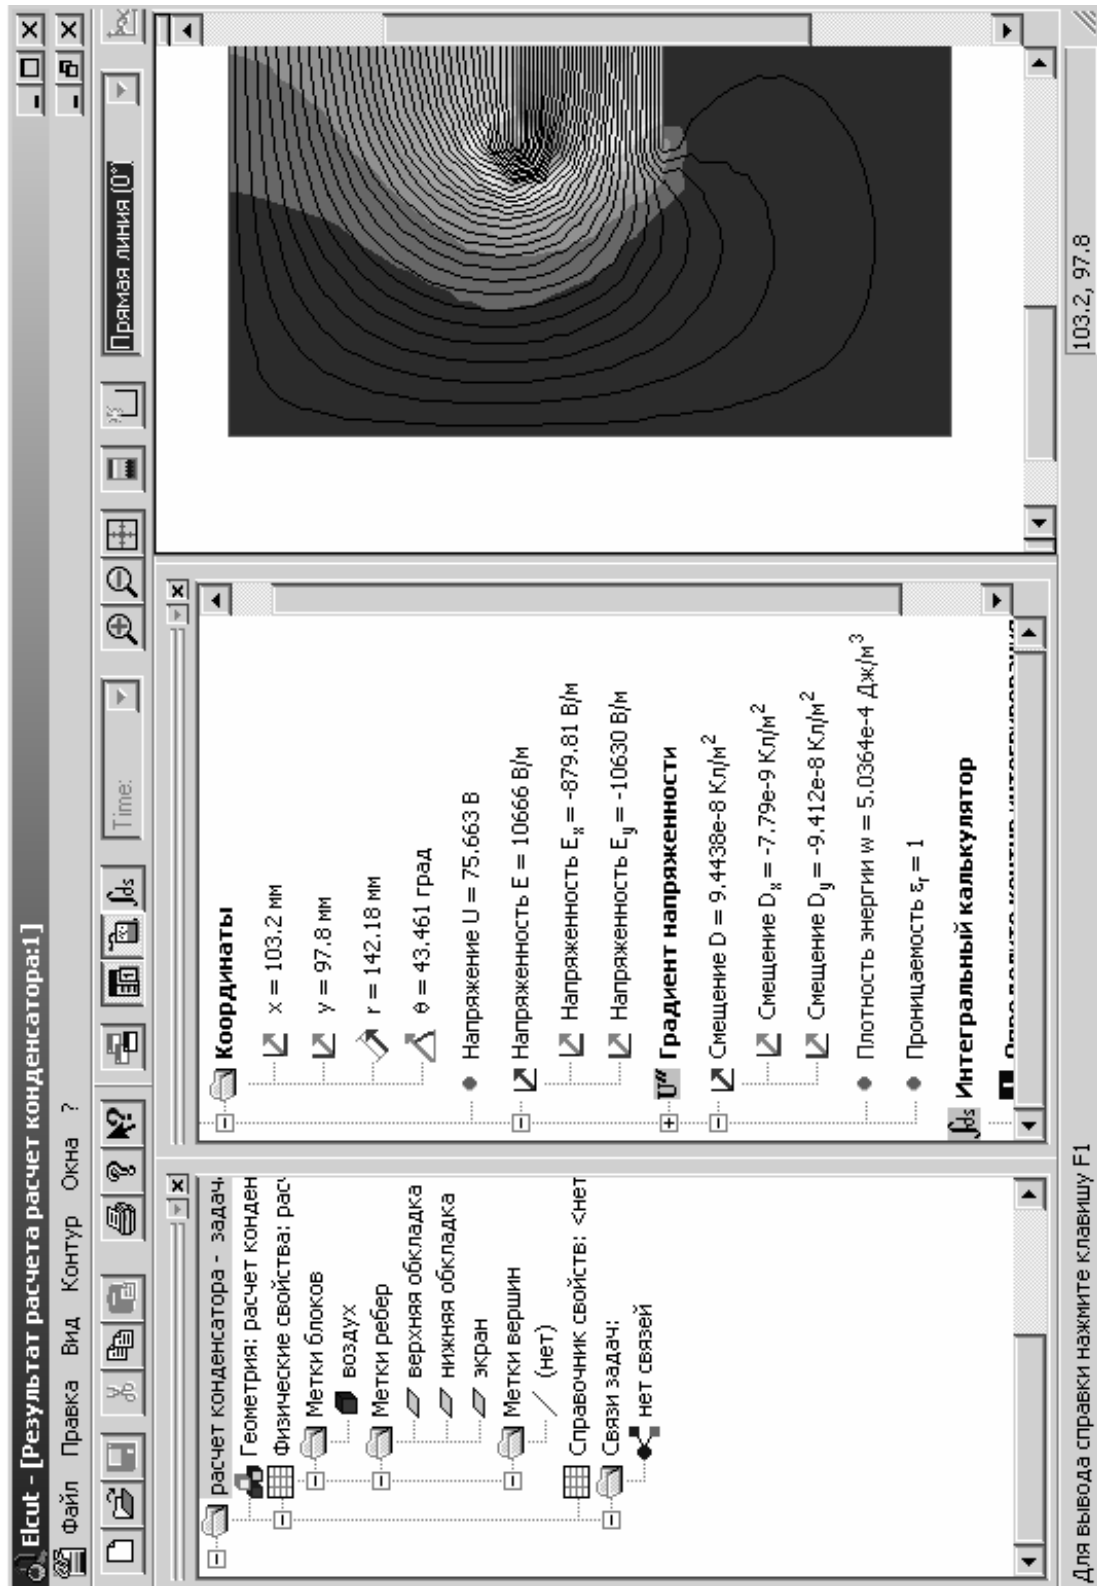 Elcut - [Результат расчета расчет конденсатора:1]
Файл Правка Вид Контур Окна ?
Time:
Прямая линия (0°
расчет конденсатора - задач
Геометрия: расчет конден
Физические свойства: рас
Метки блоков
воздух
Метки ребер
верхняя обкладка
нижняя обкладка
экран
Метки вершин
(нет)
Справочник свойств: <нет
Связи задач:
нет связей
Координаты
x = 103.2 мм
y = 97.8 мм
r = 142.18 мм
θ = 43.461 град
Напряжение U = 75.663 В
Напряженность E = 10666 В/м
Напряженность Eₓ = -879.81 В/м
Напряженность Eᵧ = -10630 В/м
Градиент напряженности
Смещение D = 9.4438e-8 Кл/м²
Смещение Dₓ = -7.79e-9 Кл/м²
Смещение Dᵧ = -9.412e-8 Кл/м²
Плотность энергии w = 5.0364e-4 Дж/м³
Проницаемость εᵣ = 1
Интегральный калькулятор
Для вывода справки нажмите клавишу F1
103.2, 97.8